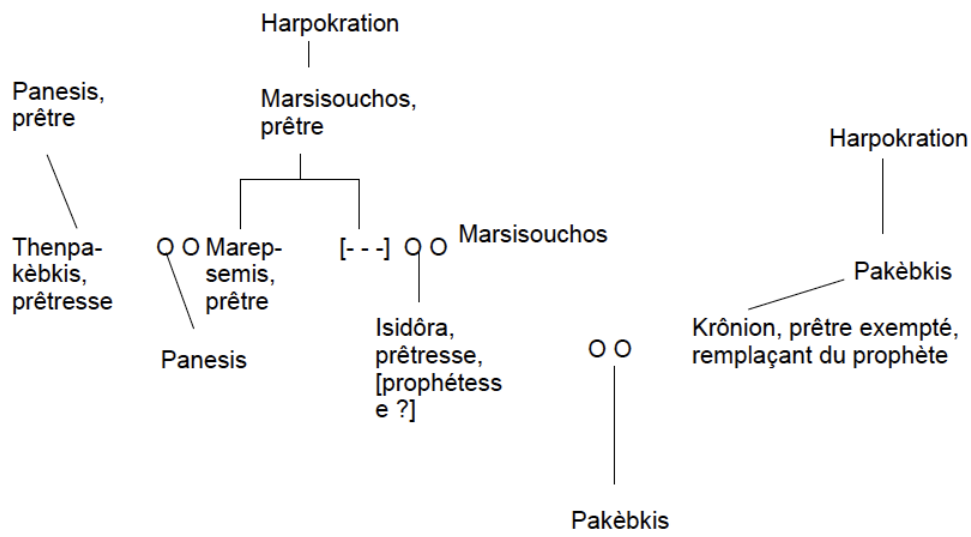 Harpokration
Panesis,
prêtre
Marsisouchos,
prêtre
Harpokration
Thenpa-
kèbkis,
prêtresse
O O
Marep-
semis,
prêtre
[- - -]
O O
Marsisouchos
Pakèbkis
Panesis
Isidôra,
prêtresse,
[prophétess
e ?]
O O
Krônion, prêtre exempté,
remplaçant du prophète
Pakèbkis